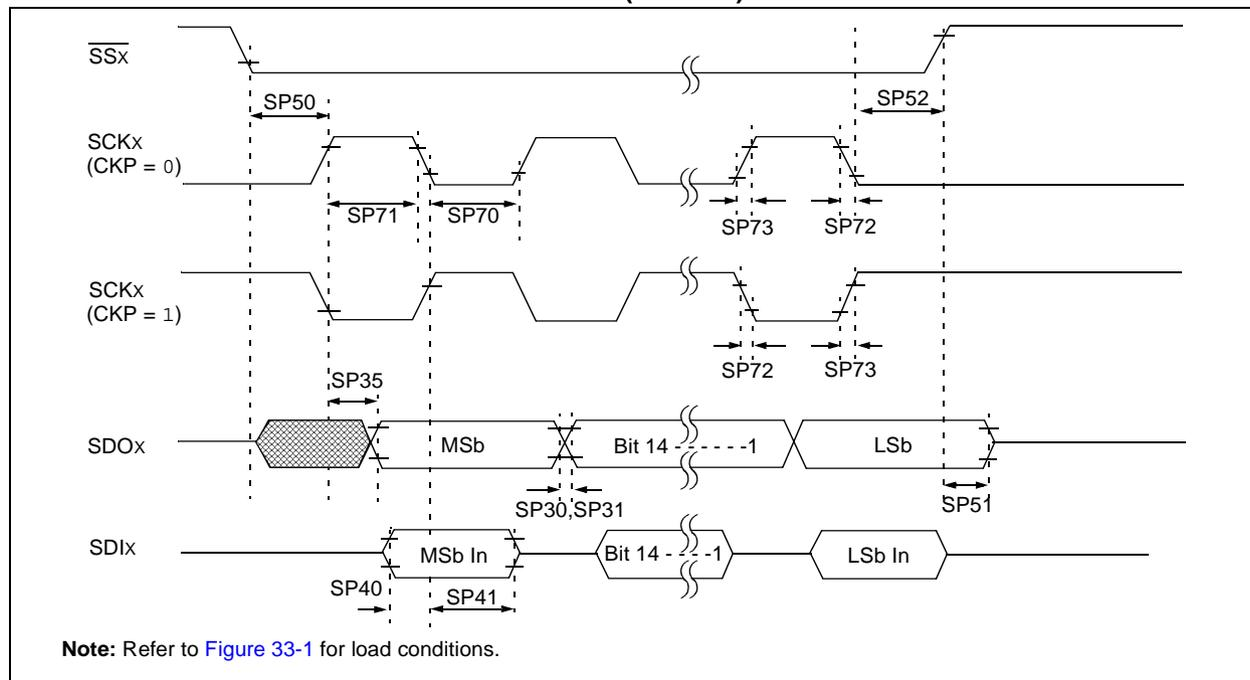 SSX
SP50
SP52
SCKX
(CKP = 0)
SP71
SP70
SP73
SP72
SCKX
(CKP = 1)
SP72
SP73
SP35
SDOX
MSb
Bit 14 - - - - - -1
LSb
SP30,SP31
SP51
SDIX
MSb In
Bit 14 - - - -1
LSb In
SP40
SP41
Note: Refer to Figure 33-1 for load conditions.